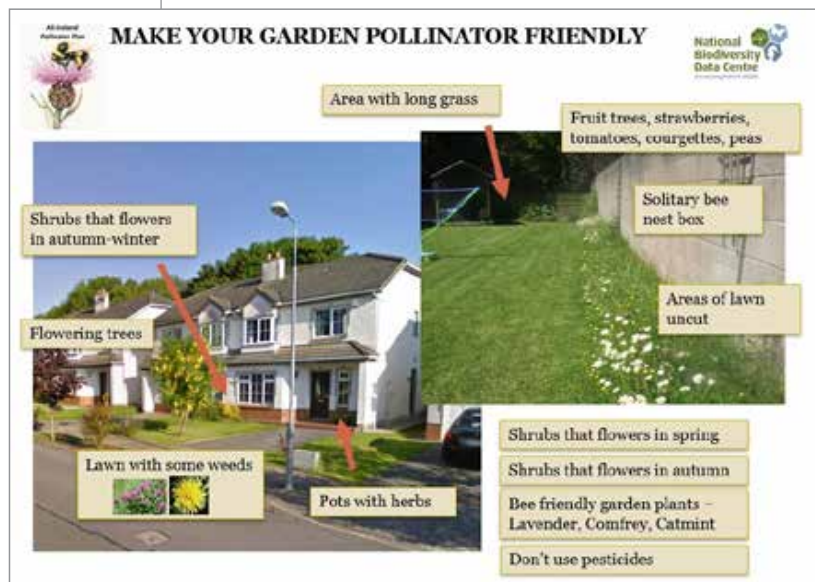 All-Ireland
Pollinator Plan
MAKE YOUR GARDEN POLLINATOR FRIENDLY
National
Biodiversity
Data Centre
Area with long grass
Fruit trees, strawberries,
tomatoes, courgettes, peas
Solitary bee
nest box
Shrubs that flowers
in autumn-winter
Areas of lawn
uncut
Flowering trees
Lawn with some weeds
Pots with herbs
Shrubs that flowers in spring
Shrubs that flowers in autumn
Bee friendly garden plants –
Lavender, Comfrey, Catmint
Don't use pesticides